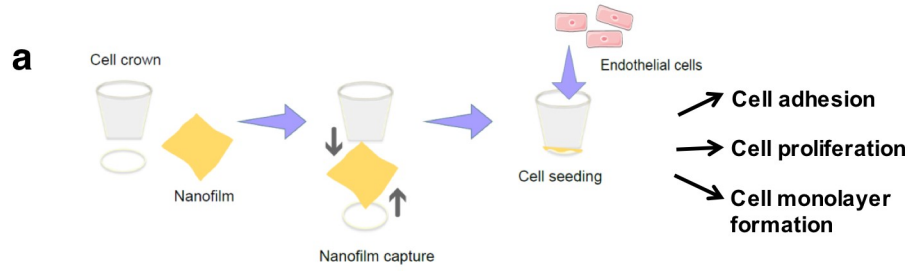 a
Cell crown
Nanofilm
Nanofilm capture
Endothelial cells
Cell seeding
Cell adhesion
Cell proliferation
Cell monolayer
formation